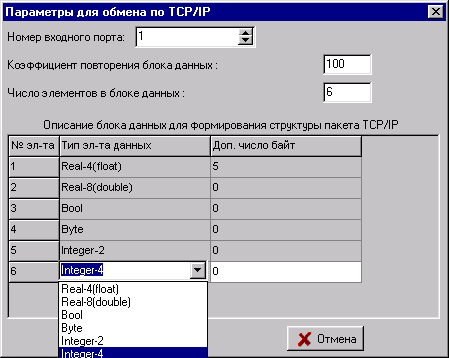 Параметры для обмена по TCP/IP
Номер входного порта: 1
Коэффициент повторения блока данных : 100
Число элементов в блоке данных : 6
Описание блока данных для формирования структуры пакета TCP/IP
№ эл-та Тип эл-та данных Доп. число байт
1 Real-4(float) 5
2 Real-8(double) 0
3 Bool 0
4 Byte 0
5 Integer-2 0
6 Integer-4 0
Real-4(float)
Real-8(double)
Bool
Byte
Integer-2
Integer-4
Отмена